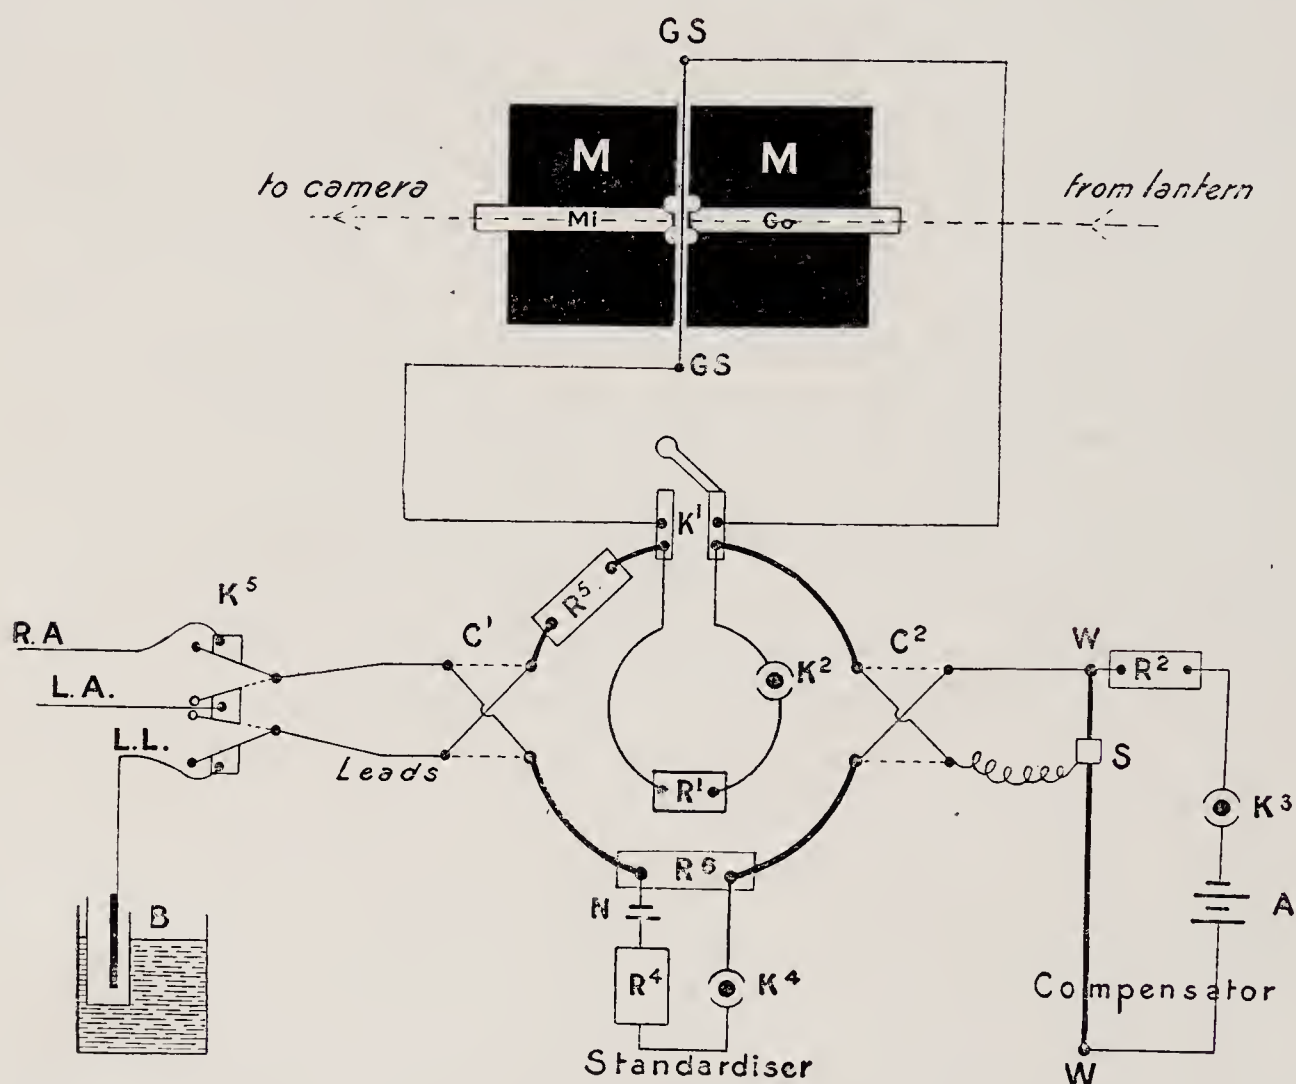 GS
M M
to camera
from lantern
Mi Go
GS
K¹
K⁵
R⁵
R.A
C'
C²
W
L.A.
K²
R²
L.L.
Leads
S
R¹
K³
R⁶
B
N
A
R⁴
K⁴
Compensator
Standardiser
W